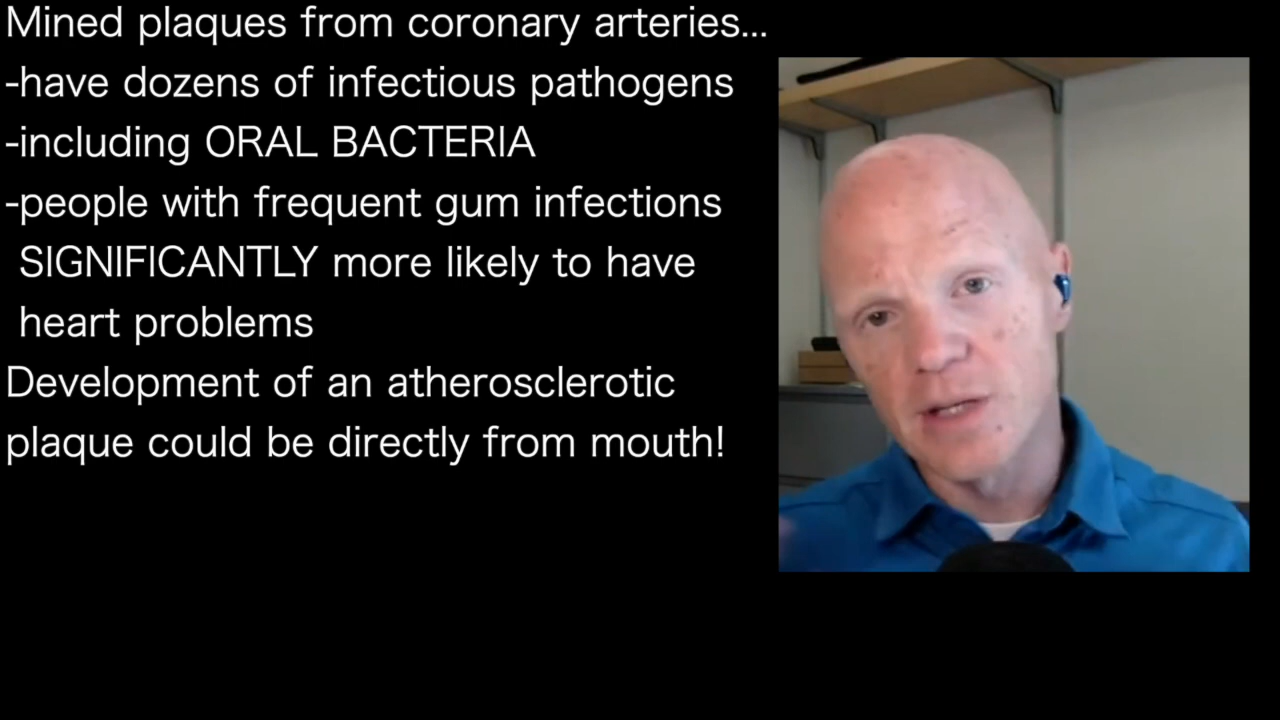 Mined plaques from coronary arteries...
-have dozens of infectious pathogens
-including ORAL BACTERIA
-people with frequent gum infections
SIGNIFICANTLY more likely to have
heart problems
Development of an atherosclerotic
plaque could be directly from mouth!